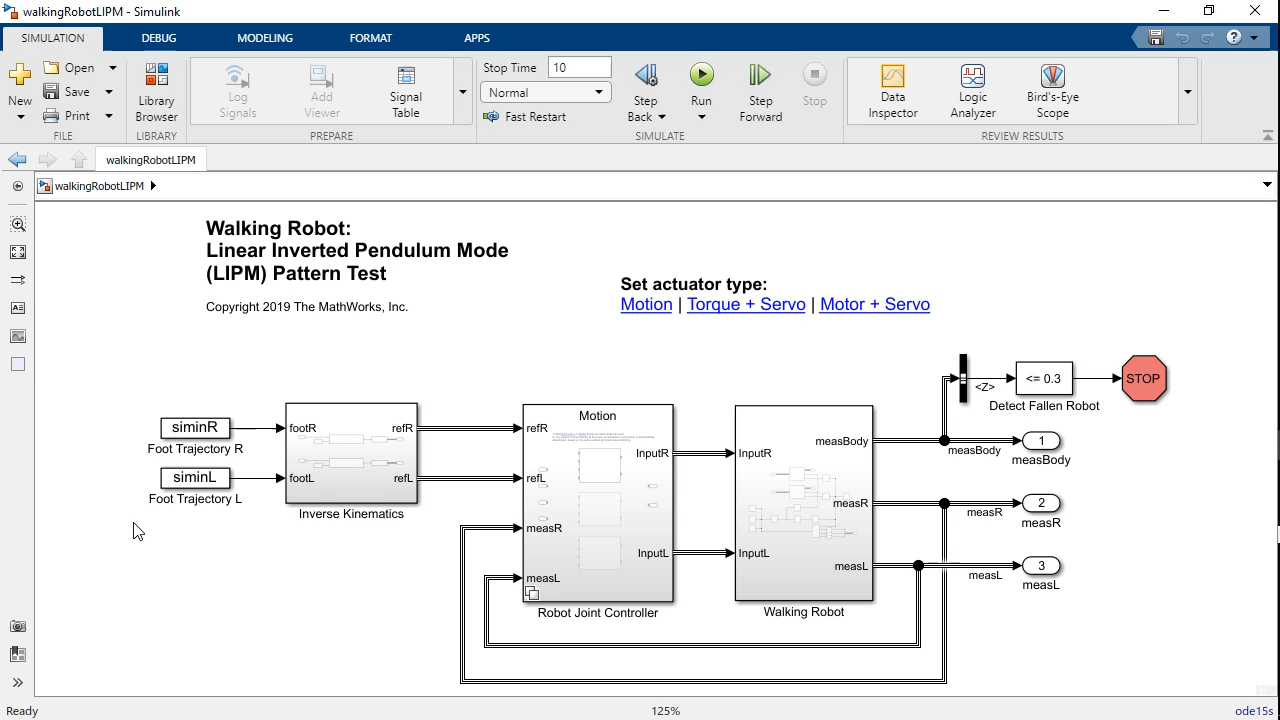 walkingRobotLIPM - Simulink
SIMULATION
DEBUG
MODELING
FORMAT
APPS
New
Open
Save
Print
FILE
Library
Browser
LIBRARY
Log
Signals
Add
Viewer
Signal
Table
PREPARE
Stop Time 10
Normal
Fast Restart
Step
Back
Run
Step
Forward
Stop
SIMULATE
Data
Inspector
Logic
Analyzer
Bird's-Eye
Scope
REVIEW RESULTS
walkingRobotLIPM
walkingRobotLIPM
Walking Robot:
Linear Inverted Pendulum Mode
(LIPM) Pattern Test
Copyright 2019 The MathWorks, Inc.
Set actuator type:
Motion | Torque + Servo | Motor + Servo
siminR
Foot Trajectory R
siminL
Foot Trajectory L
footR
footL
refR
refL
Inverse Kinematics
Motion
refR
refL
measR
measL
InputR
InputL
Robot Joint Controller
InputR
InputL
measBody
measR
measL
Walking Robot
<Z>
<= 0.3
Detect Fallen Robot
STOP
measBody
1
measBody
measR
2
measR
measL
3
measL
Ready
125%
ode15s